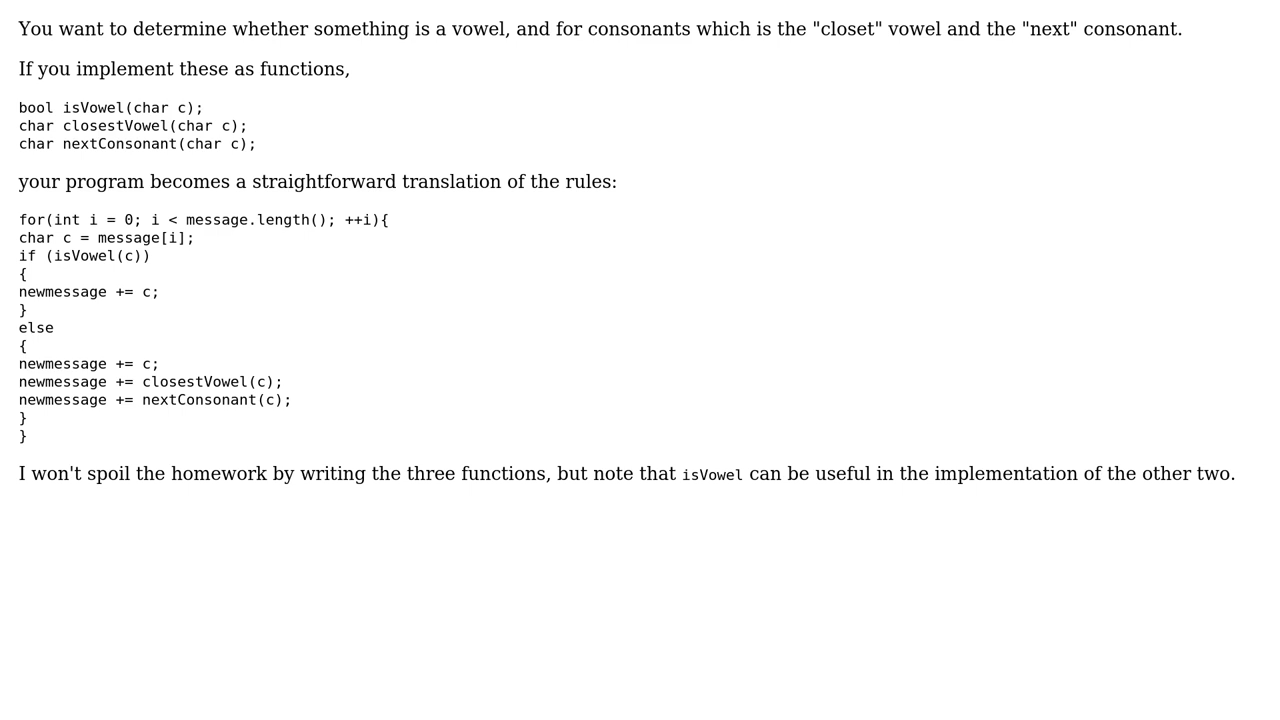 You want to determine whether something is a vowel, and for consonants which is the "closet" vowel and the "next" consonant.
If you implement these as functions,
bool isVowel(char c);
char closestVowel(char c);
char nextConsonant(char c);
your program becomes a straightforward translation of the rules:
for(int i = 0; i < message.length(); ++i){
char c = message[i];
if (isVowel(c))
{
newmessage += c;
}
else
{
newmessage += c;
newmessage += closestVowel(c);
newmessage += nextConsonant(c);
}
}
I won't spoil the homework by writing the three functions, but note that isVowel can be useful in the implementation of the other two.